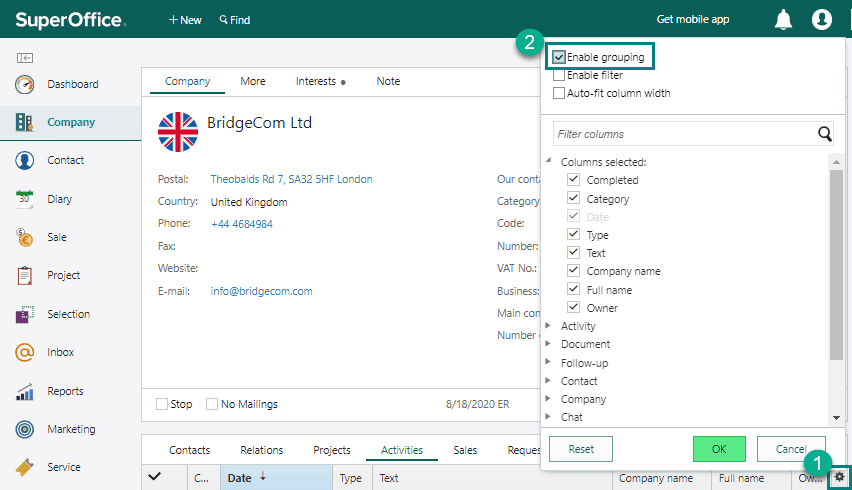 SuperOffice.
New
Find
Get mobile app
Dashboard
Company
Contact
30
Diary
Sale
Project
Selection
Inbox
Reports
Marketing
Service
Company
More
Interests
Note
BridgeCom Ltd
Postal:
Theobalds Rd 7, SA32 5HF London
Country:
United Kingdom
Phone:
+44 4684984
Fax:
Website:
E-mail:
info@bridgecom.com
Our conta
Category
Code:
Number:
VAT No.:
Business:
Main con
Number
Stop
No Mailings
8/18/2020 ER
2
Enable grouping
Enable filter
Auto-fit column width
Filter columns
Columns selected:
Completed
Category
Date
Type
Text
Company name
Full name
Owner
Activity
Document
Follow-up
Contact
Company
Chat
Reset
OK
Cancel
1
Contacts
Relations
Projects
Activities
Sales
Reque
C...
Date
Type
Text
Company name
Full name
Ow...